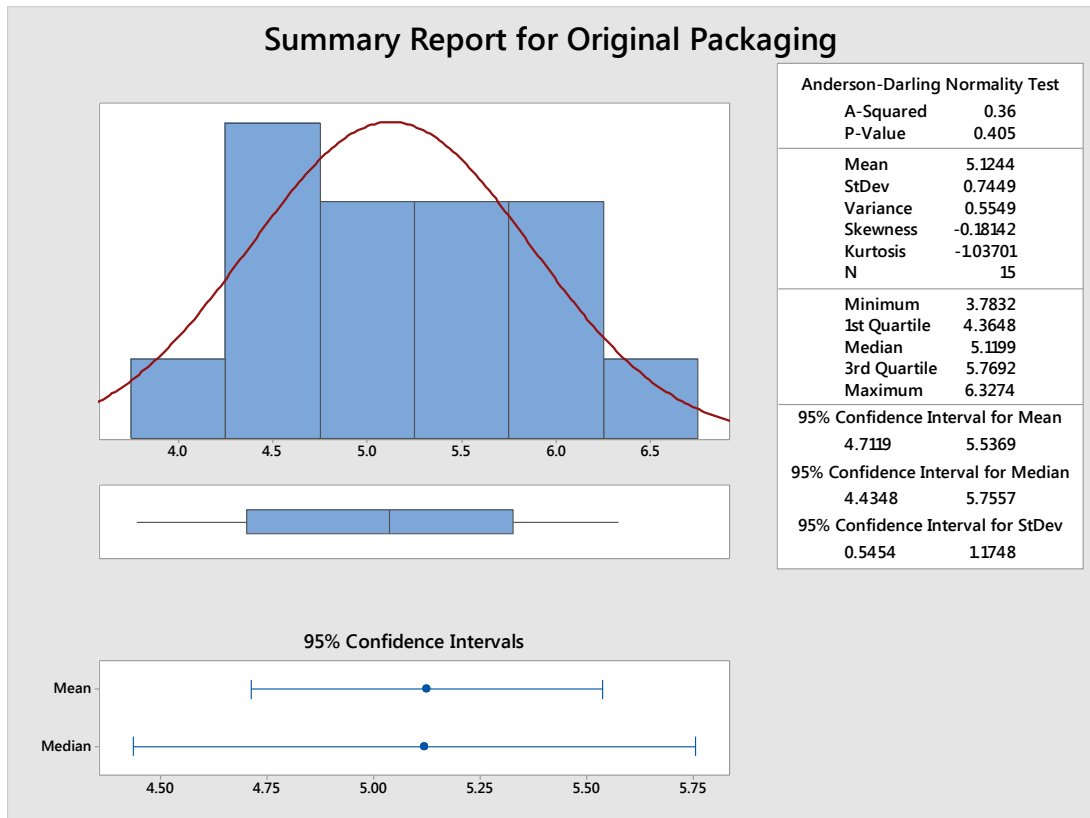 Summary Report for Original Packaging
4.0 4.5 5.0 5.5 6.0 6.5
95% Confidence Intervals
Mean
Median
4.50 4.75 5.00 5.25 5.50 5.75
Anderson-Darling Normality Test
A-Squared 0.36
P-Value 0.405
Mean 5.1244
StDev 0.7449
Variance 0.5549
Skewness -0.18142
Kurtosis -1.03701
N 15
Minimum 3.7832
1st Quartile 4.3648
Median 5.1199
3rd Quartile 5.7692
Maximum 6.3274
95% Confidence Interval for Mean
4.7119 5.5369
95% Confidence Interval for Median
4.4348 5.7557
95% Confidence Interval for StDev
0.5454 1.1748